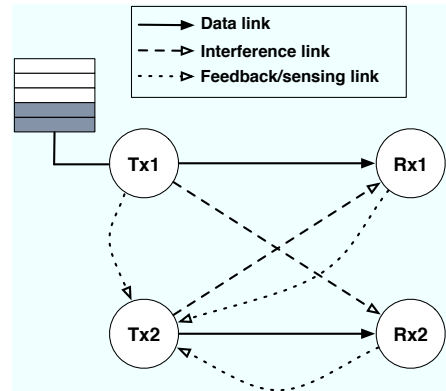 Data link
Interference link
Feedback/sensing link
Tx1
Rx1
Tx2
Rx2